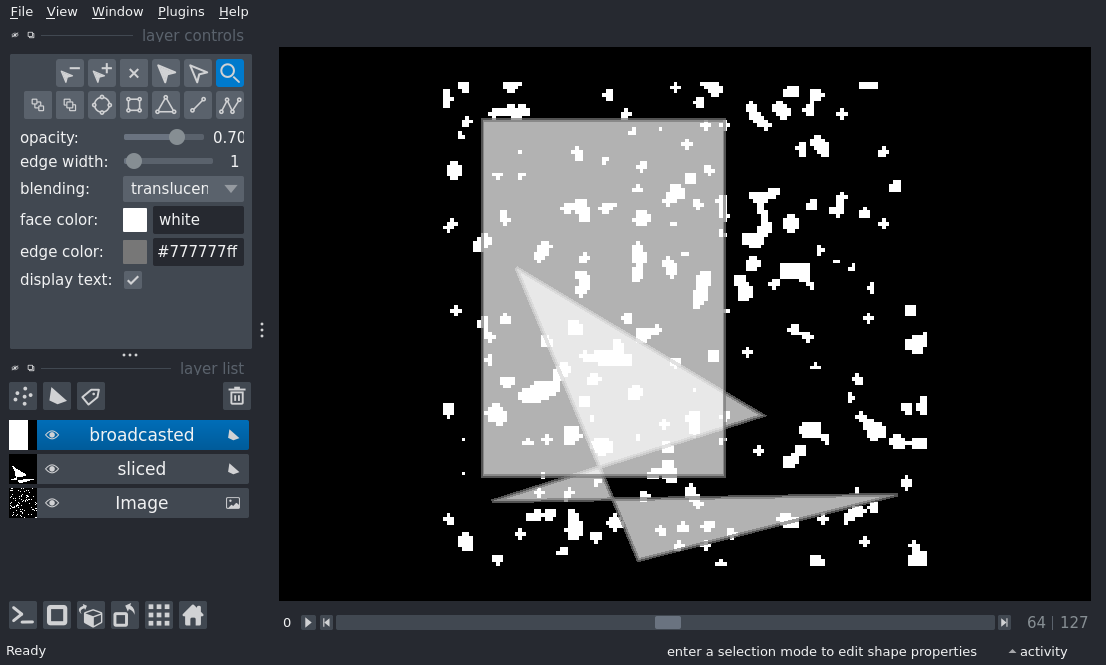 File View Window Plugins Help
layer controls
opacity: 0.70
edge width: 1
blending: translucen
face color: white
edge color: #777777ff
display text:
layer list
broadcasted
sliced
Image
0 64 | 127
Ready enter a selection mode to edit shape properties activity